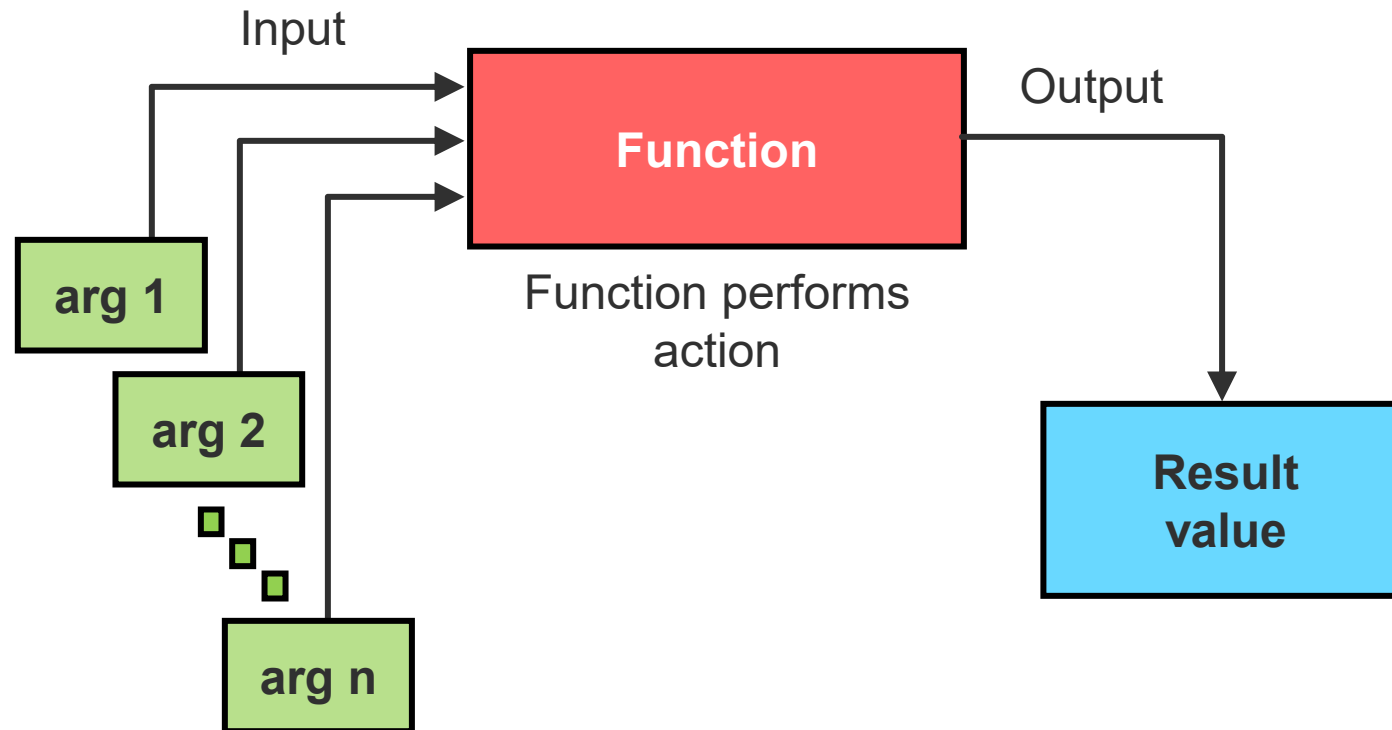 Input
Function
Output
arg 1
Function performs
action
arg 2
Result
value
arg n